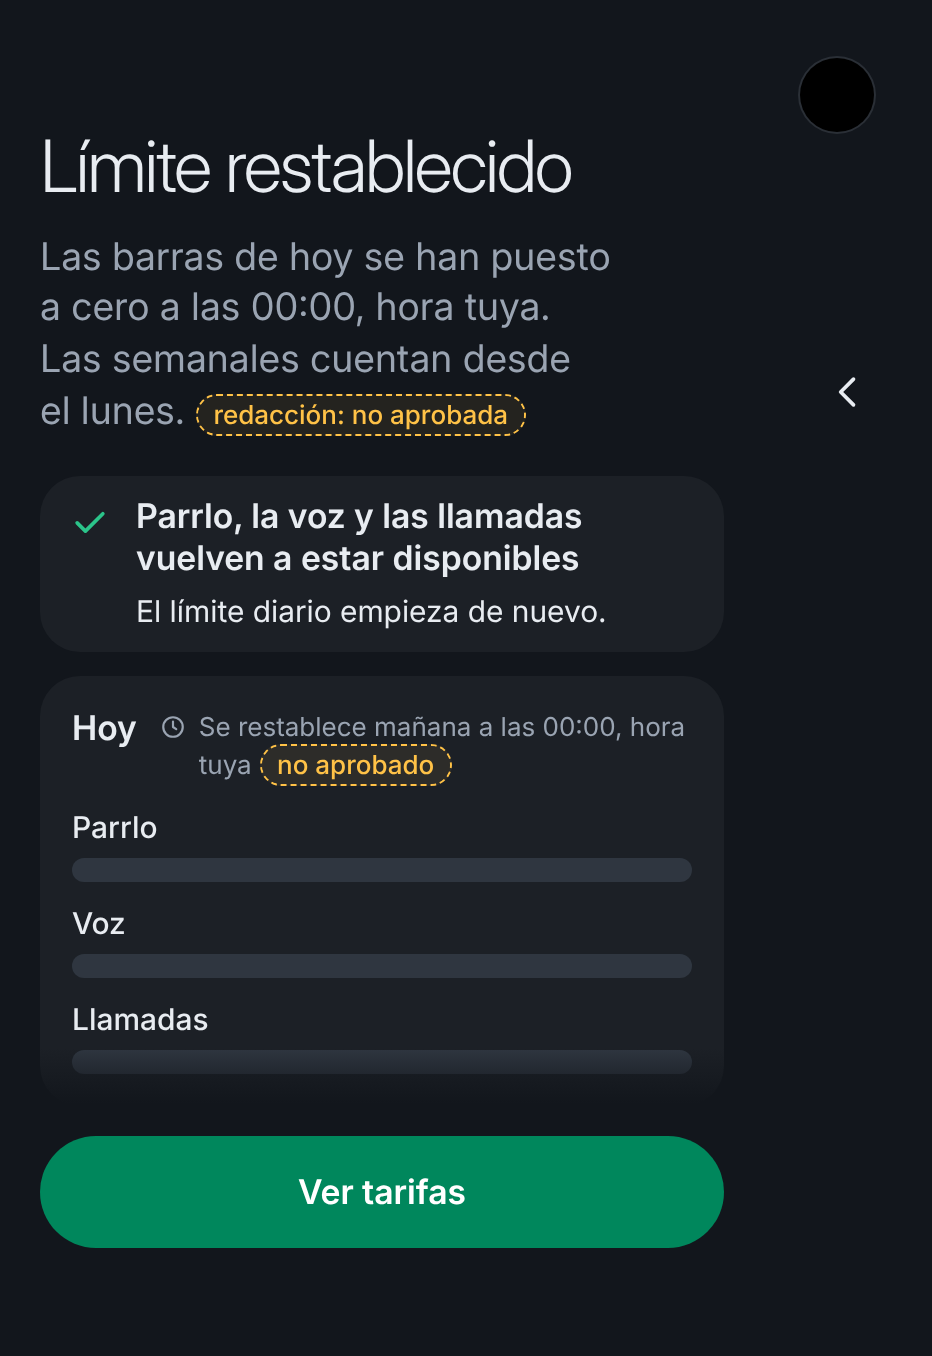 Límite restablecido
Las barras de hoy se han puesto
a cero a las 00:00, hora tuya.
Las semanales cuentan desde
el lunes. redacción: no aprobada
Parrlo, la voz y las llamadas
vuelven a estar disponibles
El límite diario empieza de nuevo.
Hoy Se restablece mañana a las 00:00, hora
tuya no aprobado
Parrlo
Voz
Llamadas
Ver tarifas